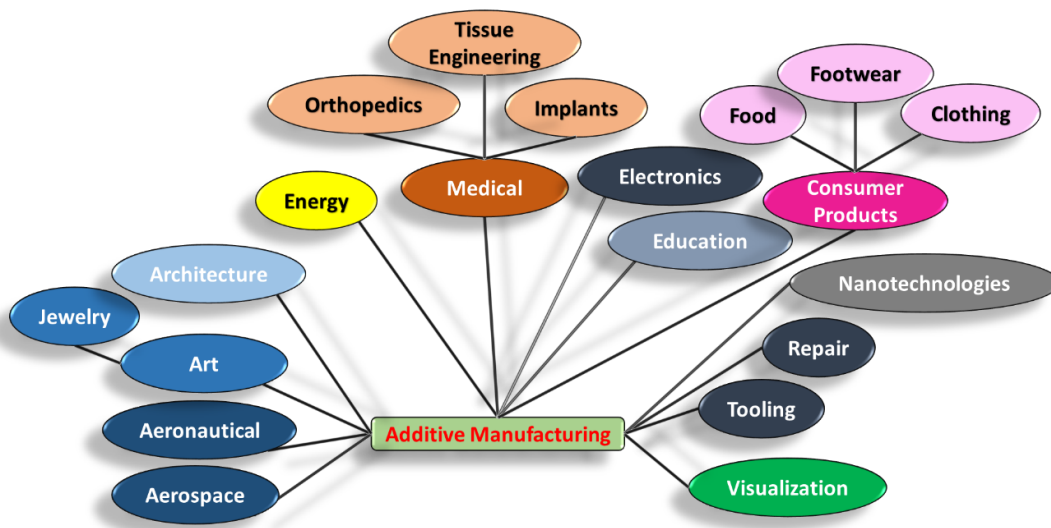 Tissue
Engineering
Orthopedics
Implants
Footwear
Food
Clothing
Energy
Medical
Electronics
Consumer
Products
Education
Architecture
Nanotechnologies
Jewelry
Art
Repair
Tooling
Aeronautical
Additive Manufacturing
Aerospace
Visualization